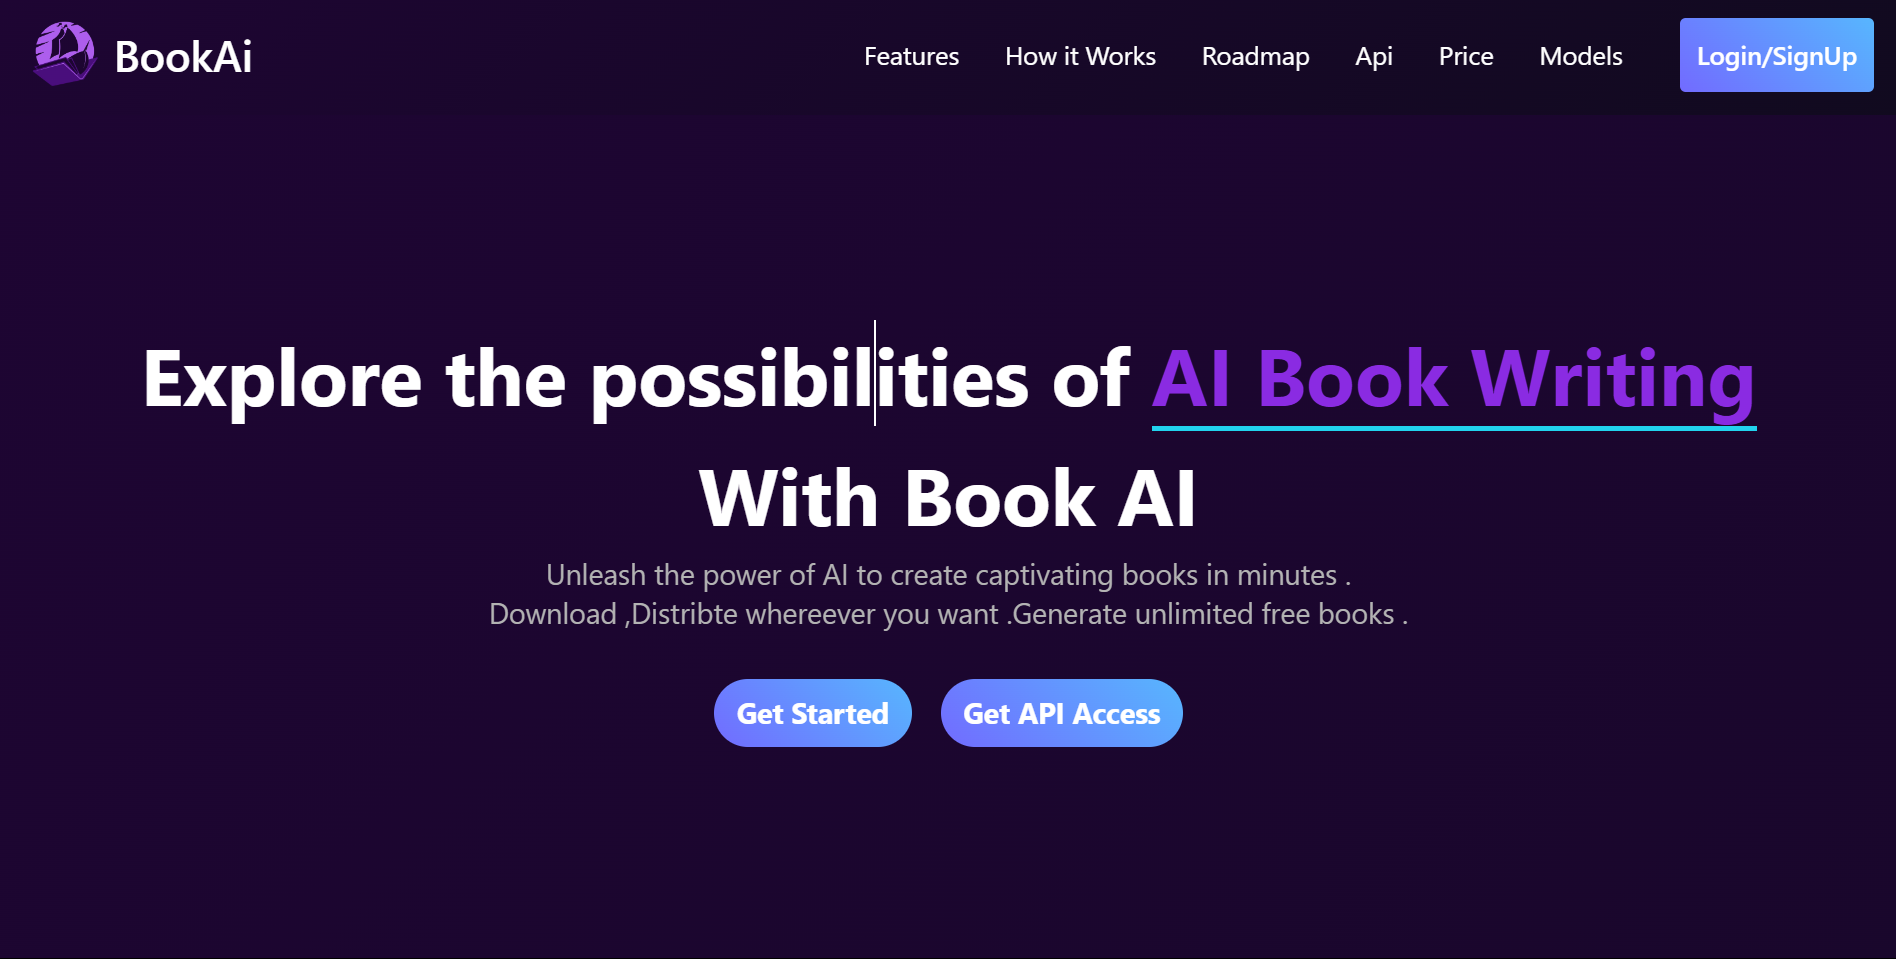 BookAi
Features How it Works Roadmap Api Price Models Login/SignUp
Explore the possibilities of AI Book Writing
With Book AI
Unleash the power of AI to create captivating books in minutes .
Download ,Distribte whereever you want .Generate unlimited free books .
Get Started Get API Access